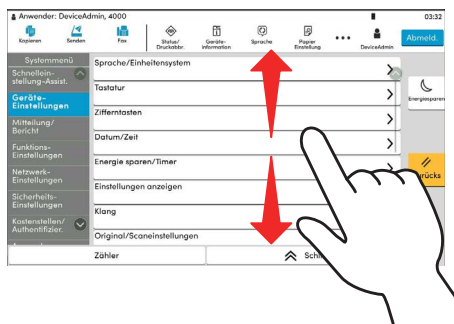 Anwender: DeviceAdmin, 4000
03:32
Kopieren
Senden
Fax
Status/
Druckabbr.
Geräte-
information
Sprache
Papier
Einstellung
DeviceAdmin
Abmeld.
Systemmenü
Schnellein-
stellung-Assist.
Geräte-
Einstellungen
Mitteilung/
Bericht
Funktions-
Einstellungen
Netzwerk-
Einstellungen
Sicherheits-
Einstellungen
Kostenstellen/
Authentifizier.
Sprache/Einheitensystem
Tastatur
Zifferntasten
Datum/Zeit
Energie sparen/Timer
Einstellungen anzeigen
Klang
Original/Scaneinstellungen
Energiesparen
Zähler